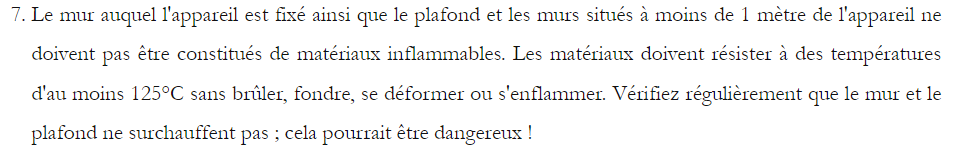 7. Le mur auquel l'appareil est fixé ainsi que le plafond et les murs situés à moins de 1 mètre de l'appareil ne
doivent pas être constitués de matériaux inflammables. Les matériaux doivent résister à des températures
d'au moins 125°C sans brûler, fondre, se déformer ou s'enflammer. Vérifiez régulièrement que le mur et le
plafond ne surchauffent pas ; cela pourrait être dangereux !